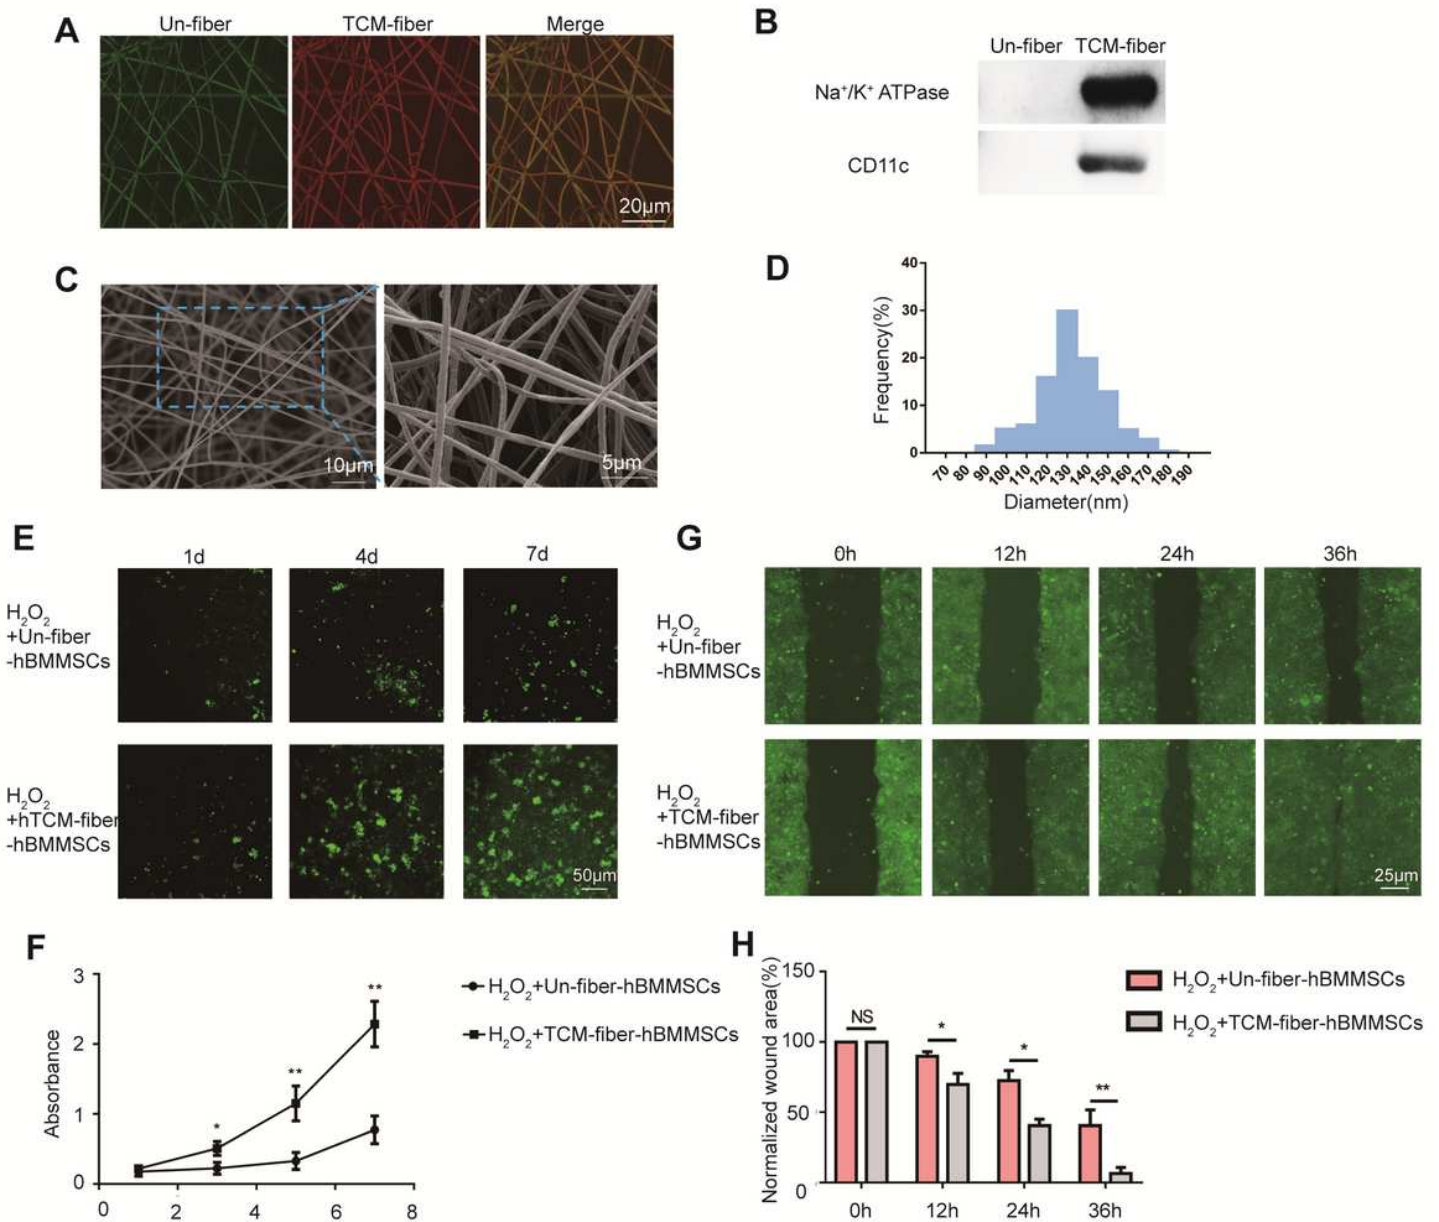 A
Un-fiber
TCM-fiber
Merge
20µm
B
Un-fiber TCM-fiber
Na⁺/K⁺ ATPase
CD11c
C
10µm
5µm
D
Frequency(%)
40
30
20
10
0
70 80 90 100 110 120 130 140 150 160 170 180 190
Diameter(nm)
E
1d
4d
7d
H₂O₂
+Un-fiber
-hBMMSCs
H₂O₂
+hTCM-fiber
-hBMMSCs
50µm
G
0h
12h
24h
36h
H₂O₂
+Un-fiber
-hBMMSCs
H₂O₂
+TCM-fiber
-hBMMSCs
25µm
F
Absorbance
3
2
1
0
0 2 4 6 8
*
**
**
H₂O₂+Un-fiber-hBMMSCs
H₂O₂+TCM-fiber-hBMMSCs
H
Normalized wound area(%)
150
100
50
0
NS
*
*
**
0h 12h 24h 36h
H₂O₂+Un-fiber-hBMMSCs
H₂O₂+TCM-fiber-hBMMSCs